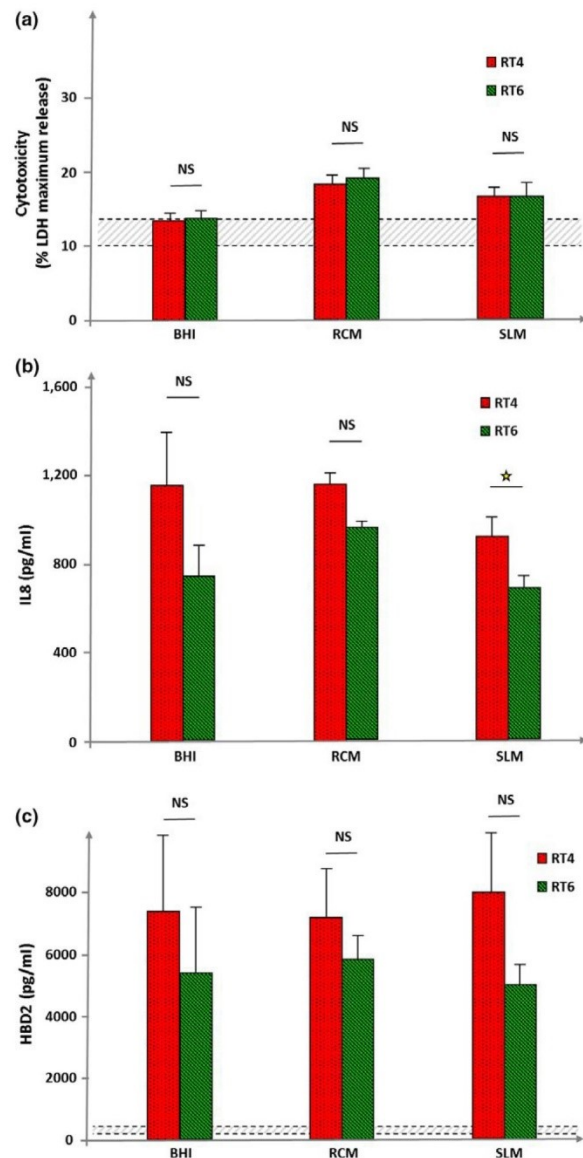 (a)
Cytotoxicity
(% LDH maximum release)
30
20
10
0
RT4
RT6
NS
NS
NS
BHI
RCM
SLM
(b)
IL8 (pg/ml)
1,600
1,200
800
400
0
RT4
RT6
NS
NS
BHI
RCM
SLM
(c)
HBD2 (pg/ml)
8000
6000
4000
2000
0
RT4
RT6
NS
NS
NS
BHI
RCM
SLM